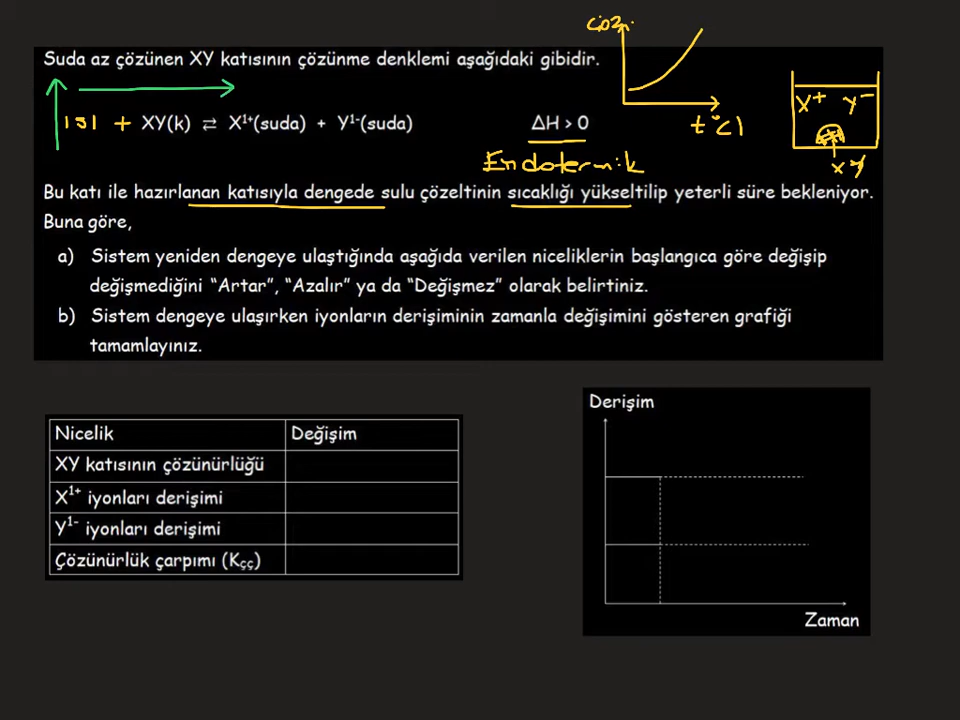 çöz.
Suda az çözünen XY katısının çözünme denklemi aşağıdaki gibidir.
ısı + XY(k) ⇄ X¹⁺(suda) + Y¹⁻(suda) ΔH > 0
t°C
X⁺ Y⁻
XY
Endotermik
Bu katı ile hazırlanan katısıyla dengede sulu çözeltinin sıcaklığı yükseltilip yeterli süre bekleniyor.
Buna göre,
a) Sistem yeniden dengeye ulaştığında aşağıda verilen niceliklerin başlangıca göre değişip
değişmediğini “Artar”, “Azalır” ya da “Değişmez” olarak belirtiniz.
b) Sistem dengeye ulaşırken iyonların derişiminin zamanla değişimini gösteren grafiği
tamamlayınız.
Nicelik Değişim
XY katısının çözünürlüğü
X¹⁺ iyonları derişimi
Y¹⁻ iyonları derişimi
Çözünürlük çarpımı (Kçç)
Derişim
Zaman